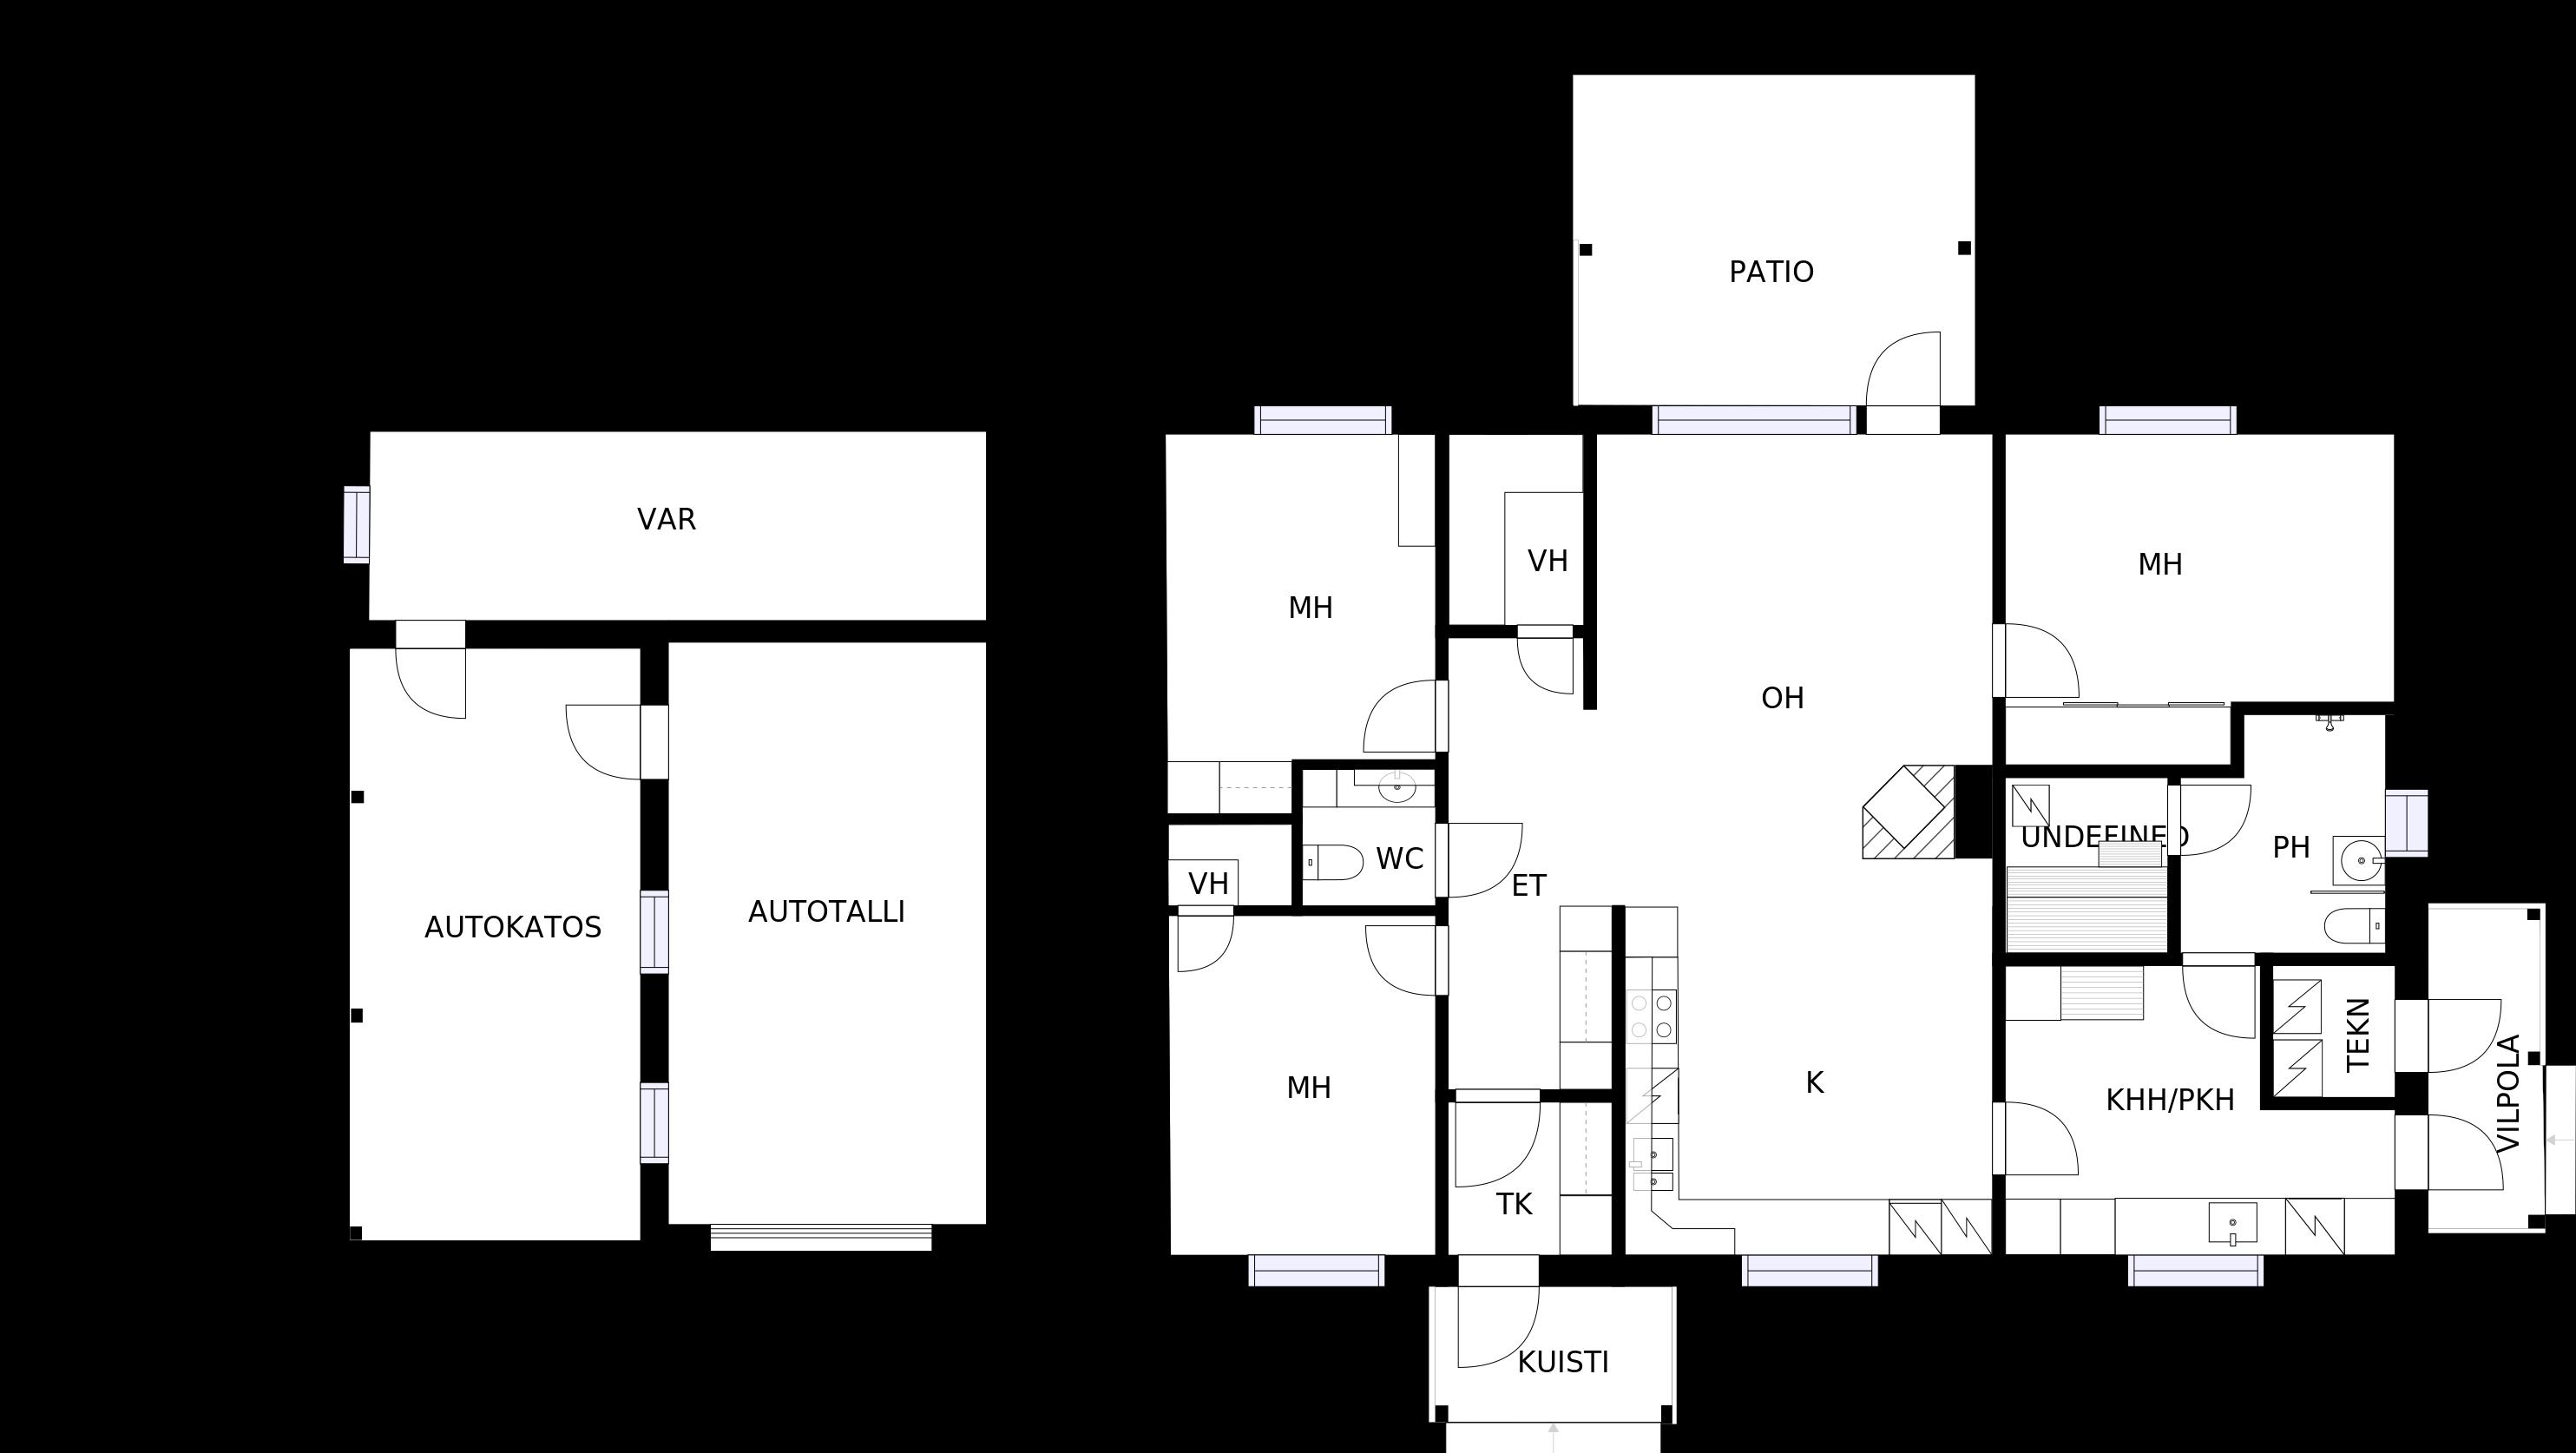 PATIO
VAR
VH
MH
MH
OH
UNDEFINED
PH
WC
VH
ET
AUTOTALLI
AUTOKATOS
TEKN
K
MH
KHH/PKH
VILPOLA
TK
KUISTI